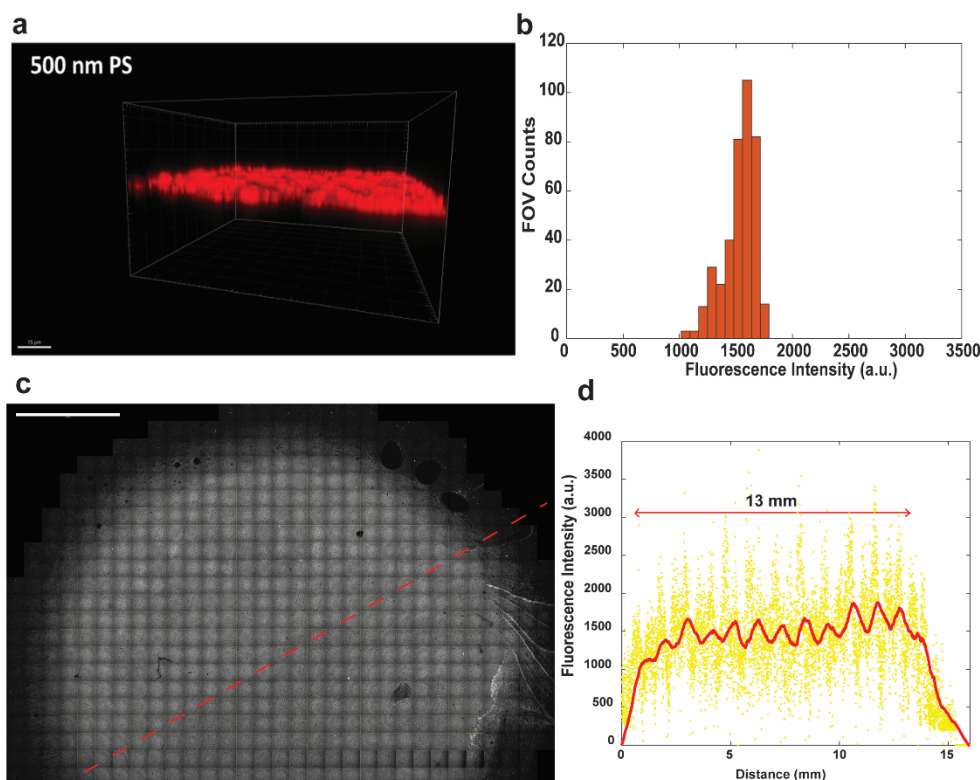 a
500 nm PS
15 µm
b
FOV Counts
120
100
80
60
40
20
0
0 500 1000 1500 2000 2500 3000 3500
Fluorescence Intensity (a.u.)
c
d
Fluorescence Intensity (a.u.)
4000
3500
3000
2500
2000
1500
1000
500
0
13 mm
0 5 10 15
Distance (mm)